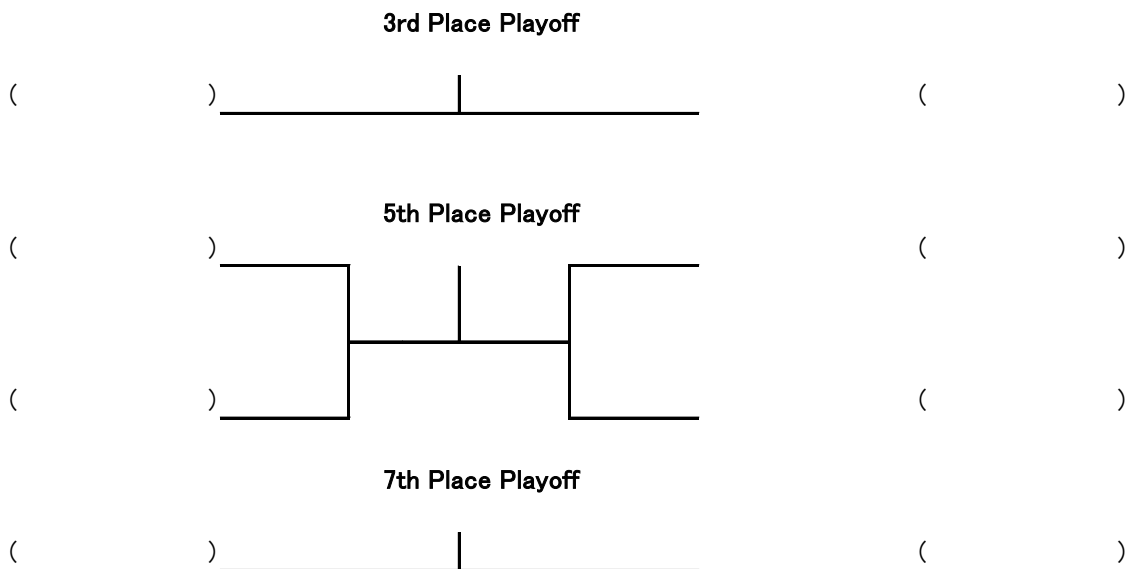 3rd Place Playoff
( ) ( )
5th Place Playoff
( ) ( )
( ) ( )
7th Place Playoff
( ) ( )